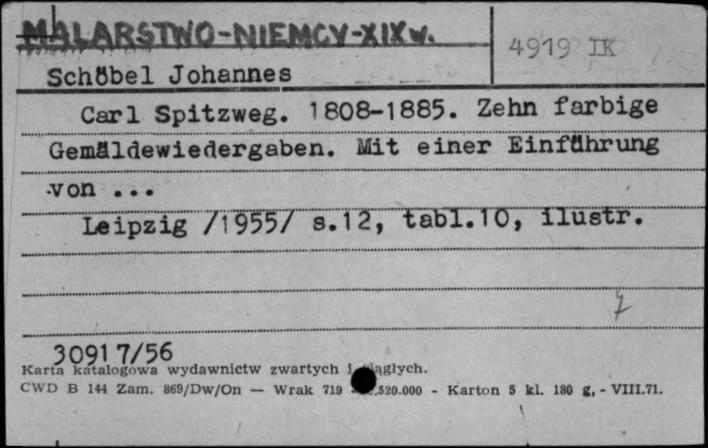 MALARSTWO-NIEMCY-XIXw.
4919 IK
Schöbel Johannes
Carl Spitzweg. 1808-1885. Zehn farbige
Gemäldewiedergaben. Mit einer Einführung
von ...
Leipzig /1955/ s.12, tabl.10, ilustr.
30917/56
Karta katalogowa wydawnictw zwartych i ciągłych.
CWD B 144 Zam. 869/Dw/On — Wrak 719 520.000 - Karton 5 kl. 180 g, - VIII.71.